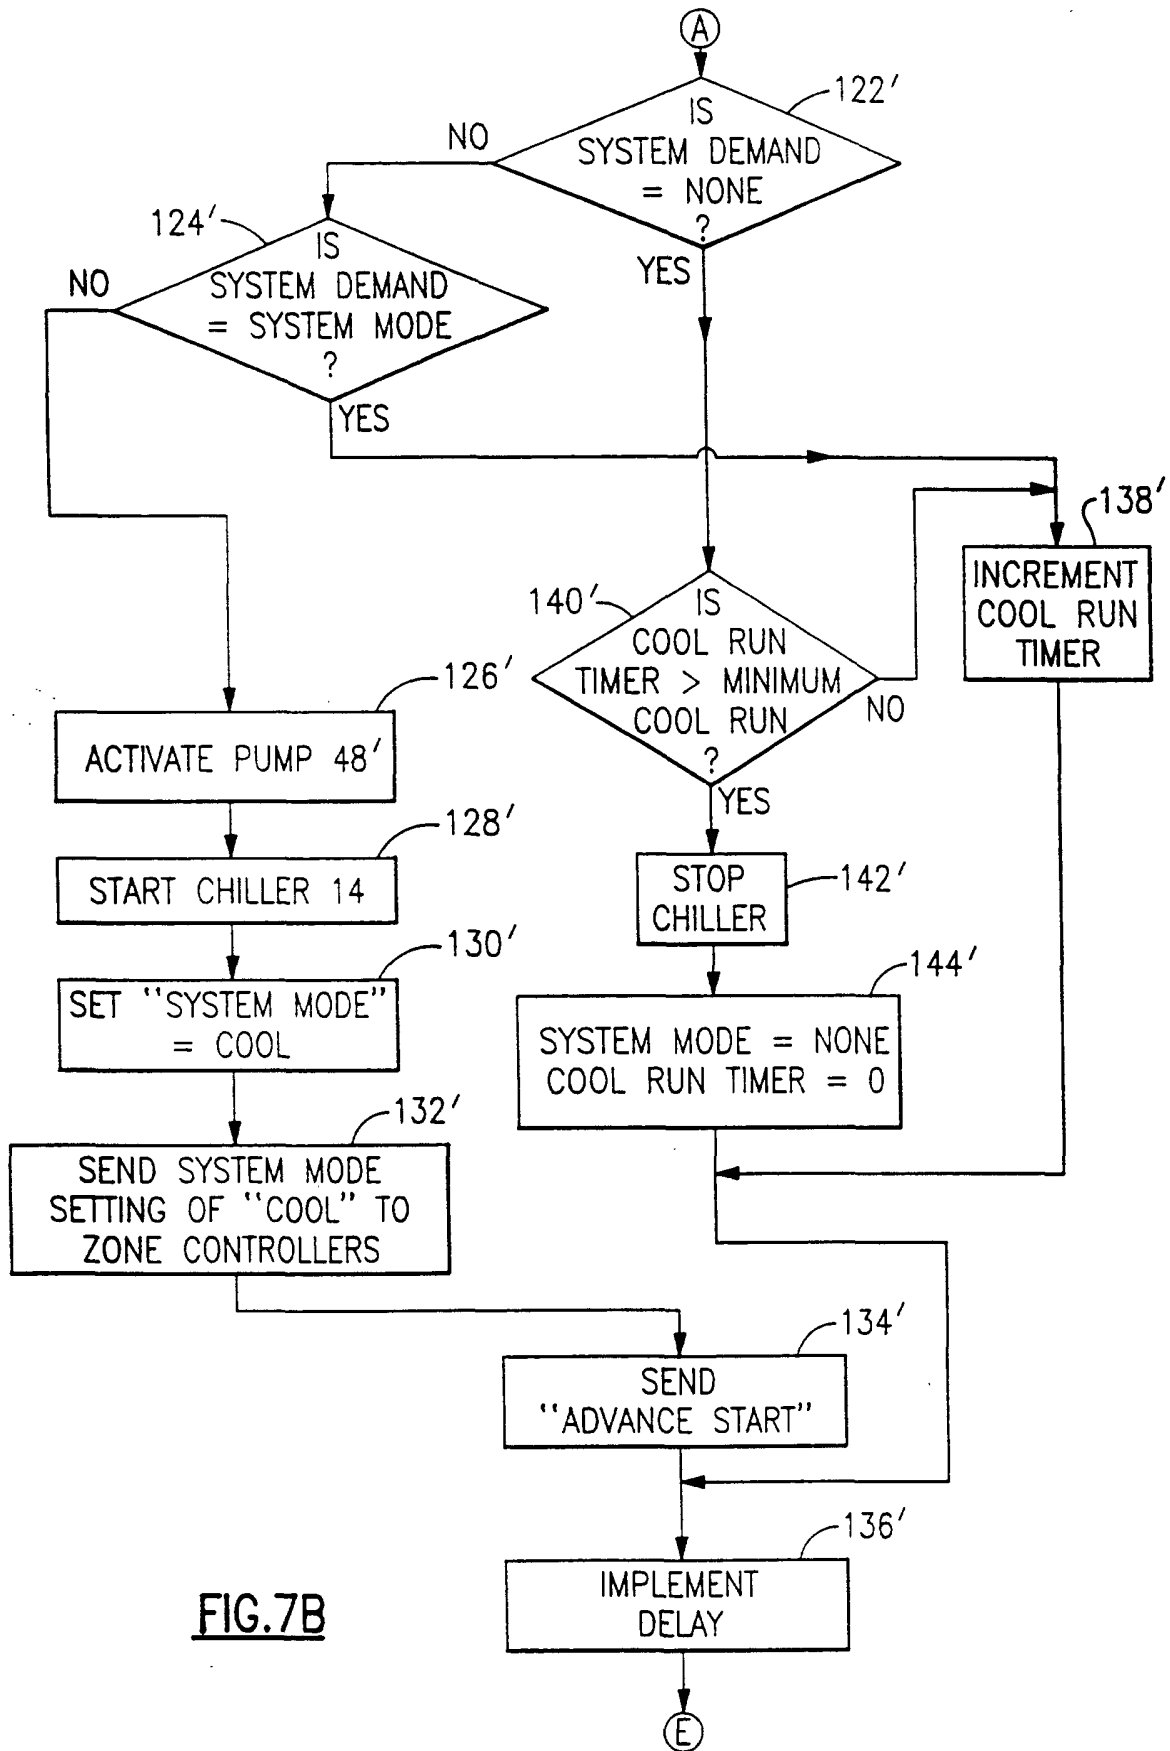 A
IS
SYSTEM DEMAND
= NONE
?
122'
NO
YES
124'
IS
SYSTEM DEMAND
= SYSTEM MODE
?
NO
YES
138'
INCREMENT
COOL RUN
TIMER
140'
IS
COOL RUN
TIMER > MINIMUM
COOL RUN
?
NO
YES
126'
ACTIVATE PUMP 48'
128'
START CHILLER 14
142'
STOP
CHILLER
130'
SET "SYSTEM MODE"
= COOL
144'
SYSTEM MODE = NONE
COOL RUN TIMER = 0
132'
SEND SYSTEM MODE
SETTING OF "COOL" TO
ZONE CONTROLLERS
134'
SEND
"ADVANCE START"
136'
IMPLEMENT
DELAY
FIG.7B
E